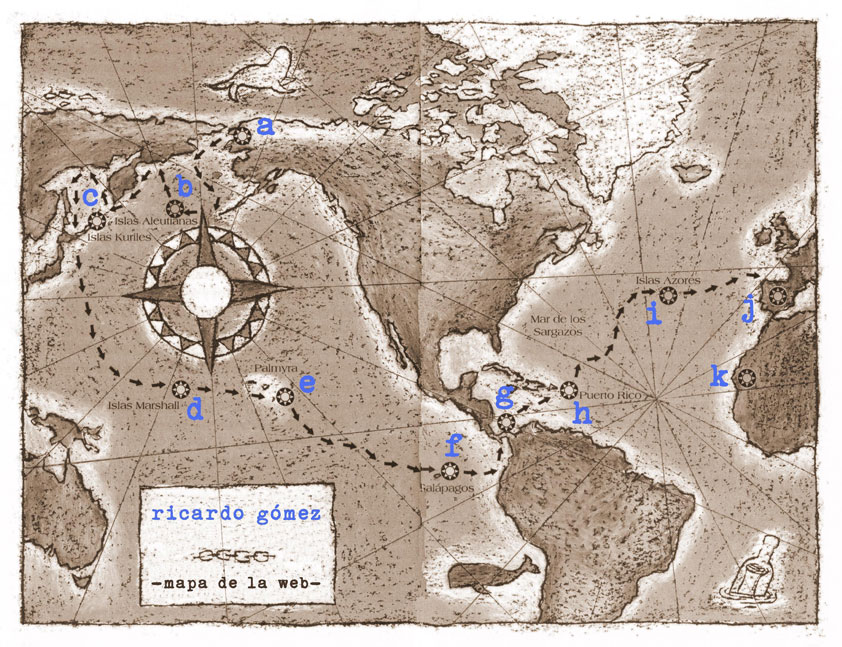 a
b
c
Islas Aleutianas
Islas Kuriles
Islas Azores
i
j
Mar de los
Sargazos
Palmyra
e
k
Islas Marshall
d
g
Puerto Rico
h
f
Galápagos
ricardo gómez
-mapa de la web-